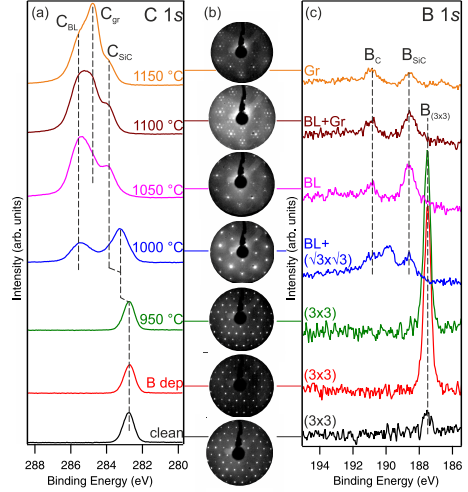 (a)
C 1s
(b)
(c)
B 1s
C_BL
C_gr
C_SiC
1150 °C
1100 °C
1050 °C
1000 °C
950 °C
B dep
clean
Intensity (arb. units)
288 286 284 282 280
Binding Energy (eV)
B_C
B_SiC
B_(3x3)
Gr
BL+Gr
BL
BL+
(√3x√3)
(3x3)
(3x3)
(3x3)
Intensity (arb. units)
194 192 190 188 186
Binding Energy (eV)